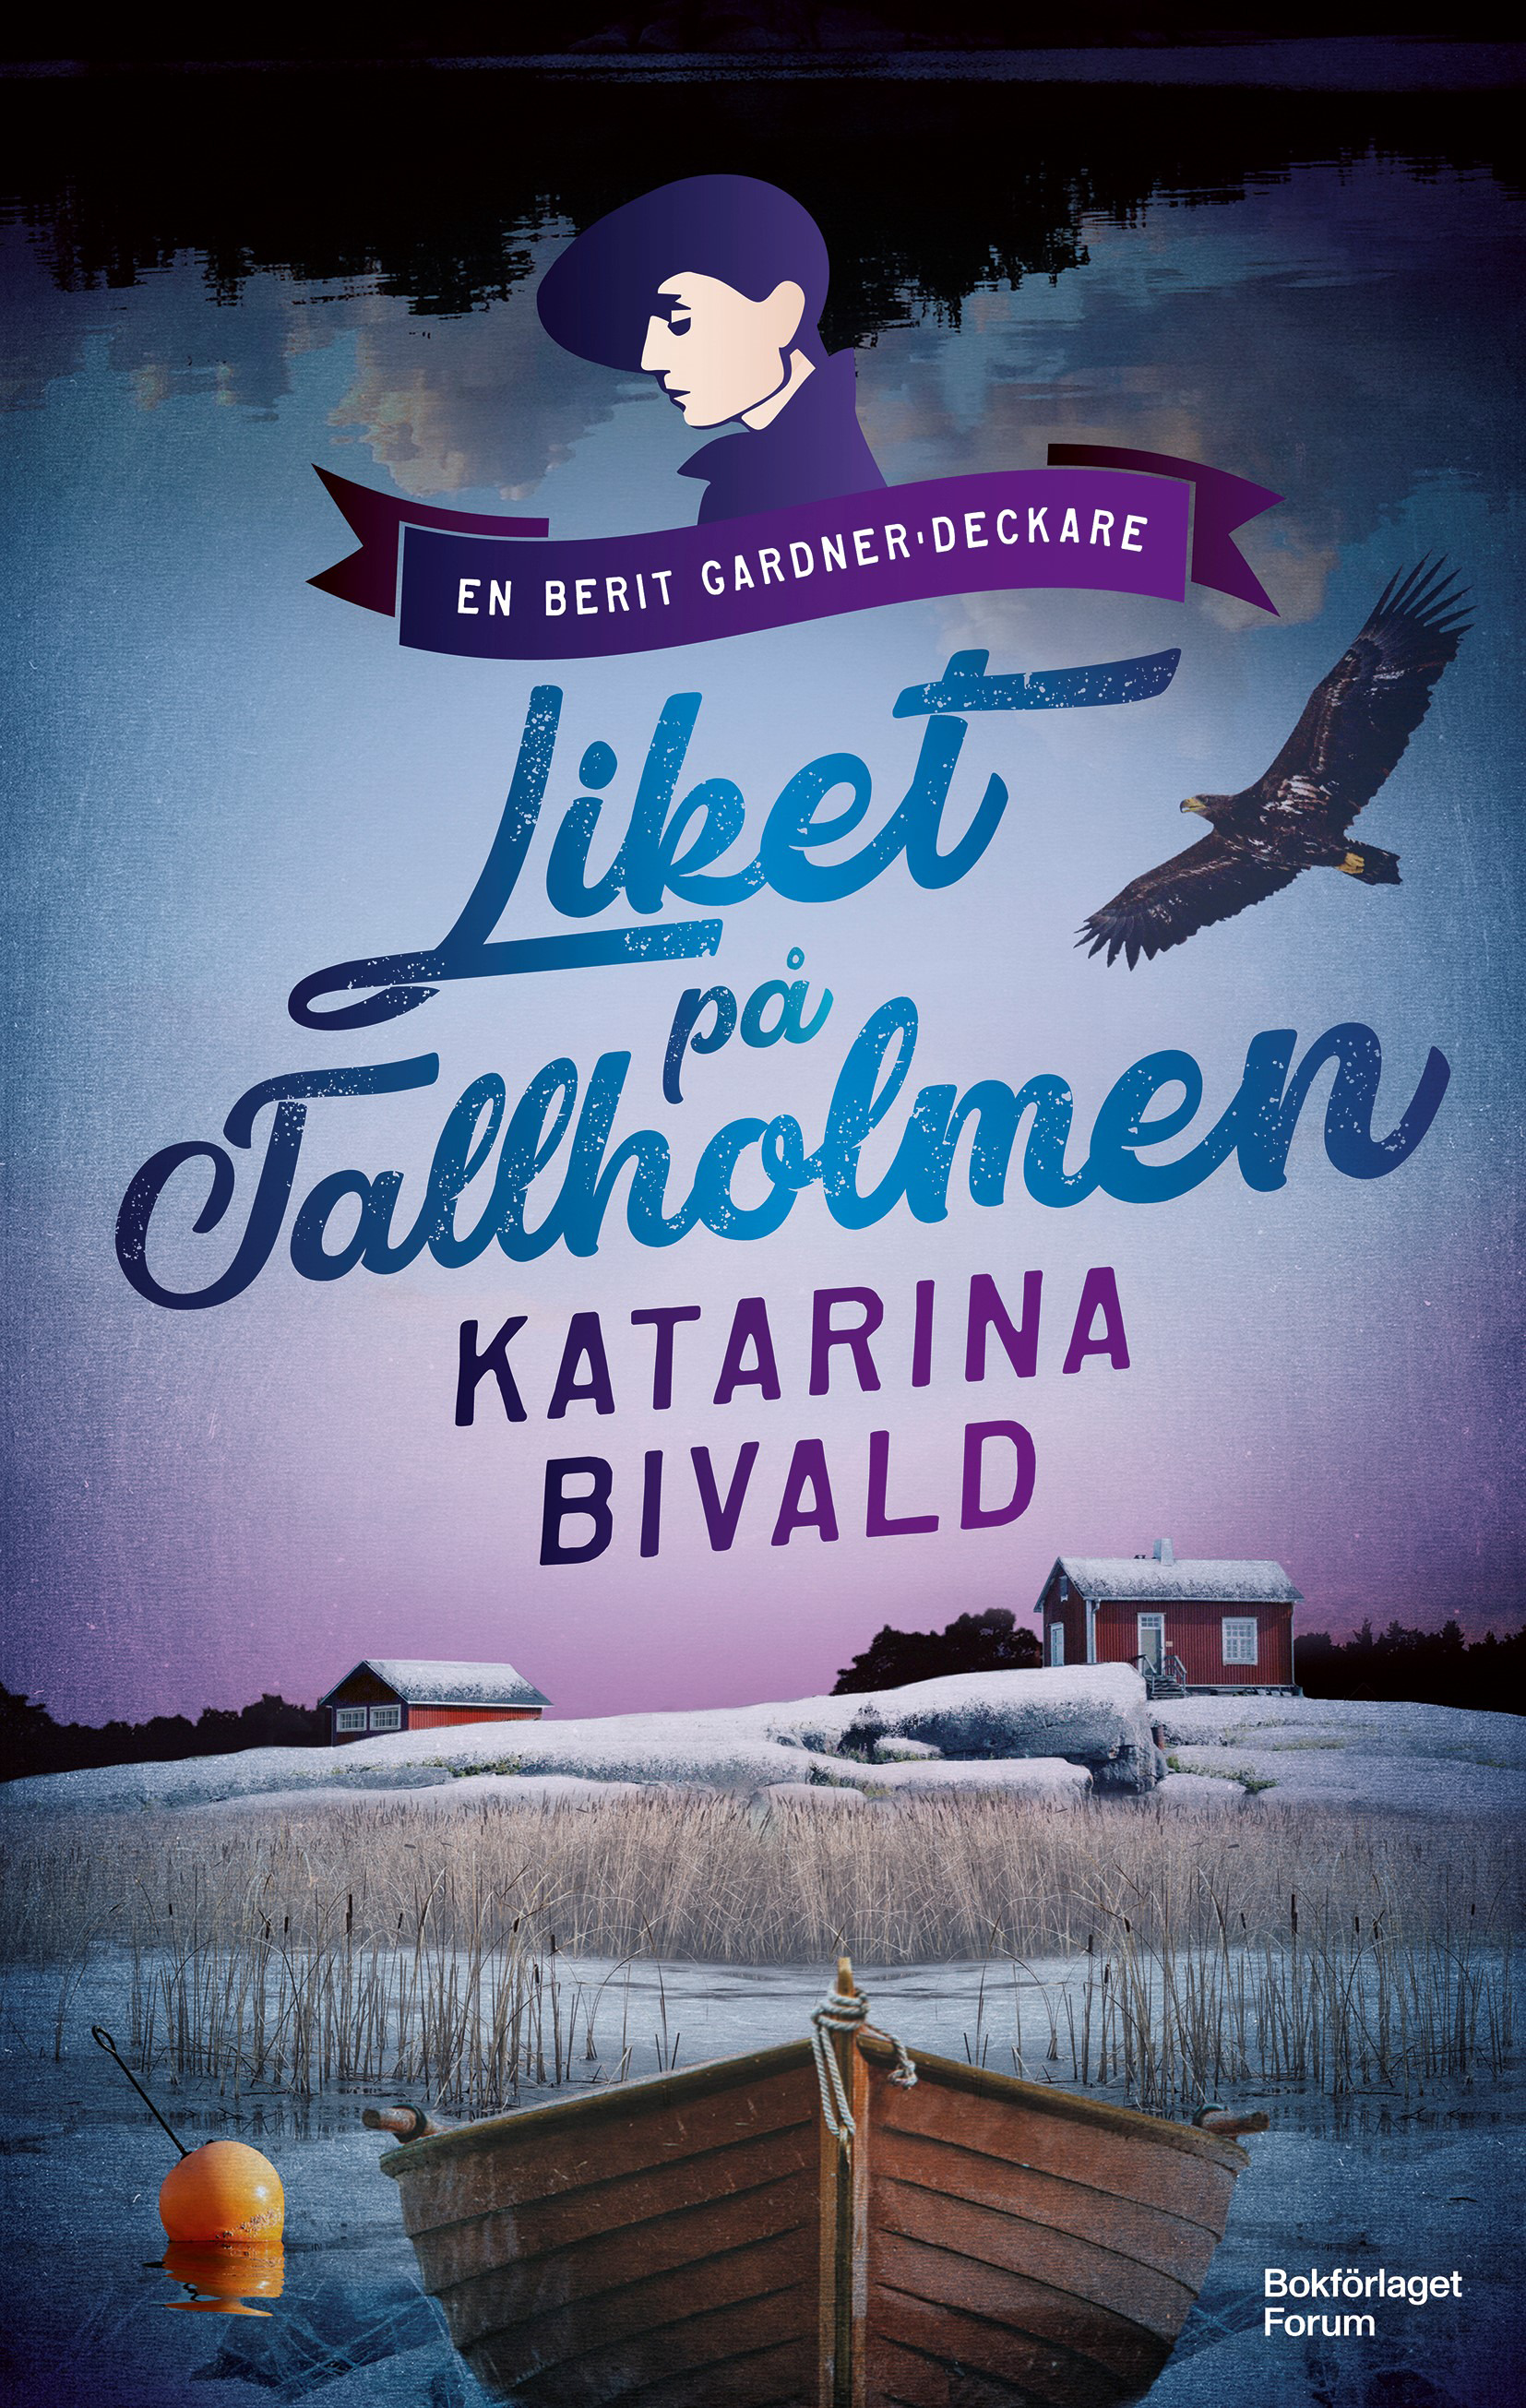 EN BERIT GARDNER-DECKARE
Liket
på
Tallholmen
KATARINA
BIVALD
Bokförlaget
Forum